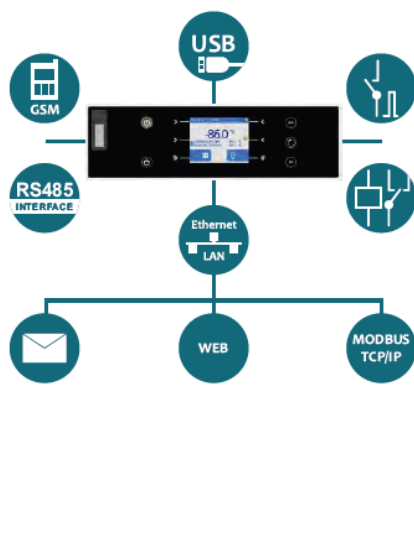 USB
GSM
-86.0 °
RS485
INTERFACE
Ethernet
LAN
WEB
MODBUS
TCP/IP